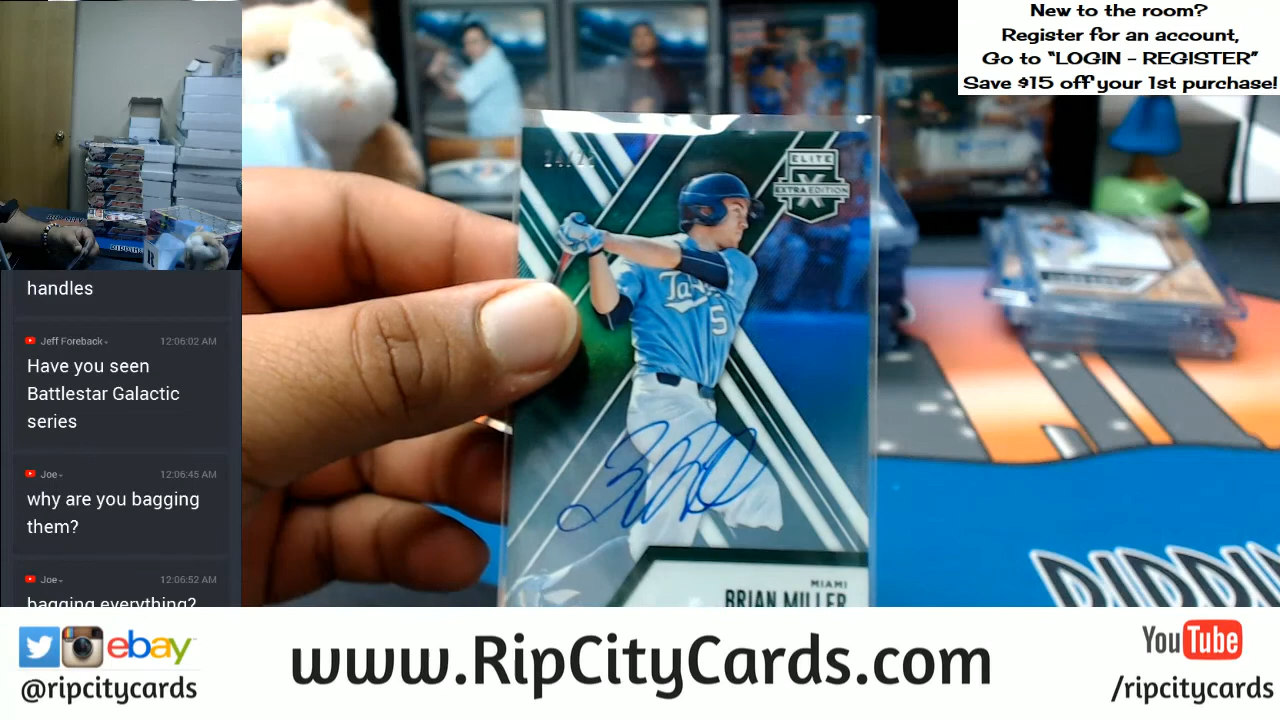 New to the room?
Register for an account,
Go to "LOGIN - REGISTER"
Save $15 off your 1st purchase!
handles
Jeff Foreback
12:06:02 AM
Have you seen
Battlestar Galactic
series
Joe
12:06:45 AM
why are you bagging
them?
Joe
12:06:52 AM
bagging everything?
ELITE
X
EXTRA EDITION
5
MIAMI
BRIAN MILLER
ebay
@ripcitycards
www.RipCityCards.com
YouTube
/ripcitycards